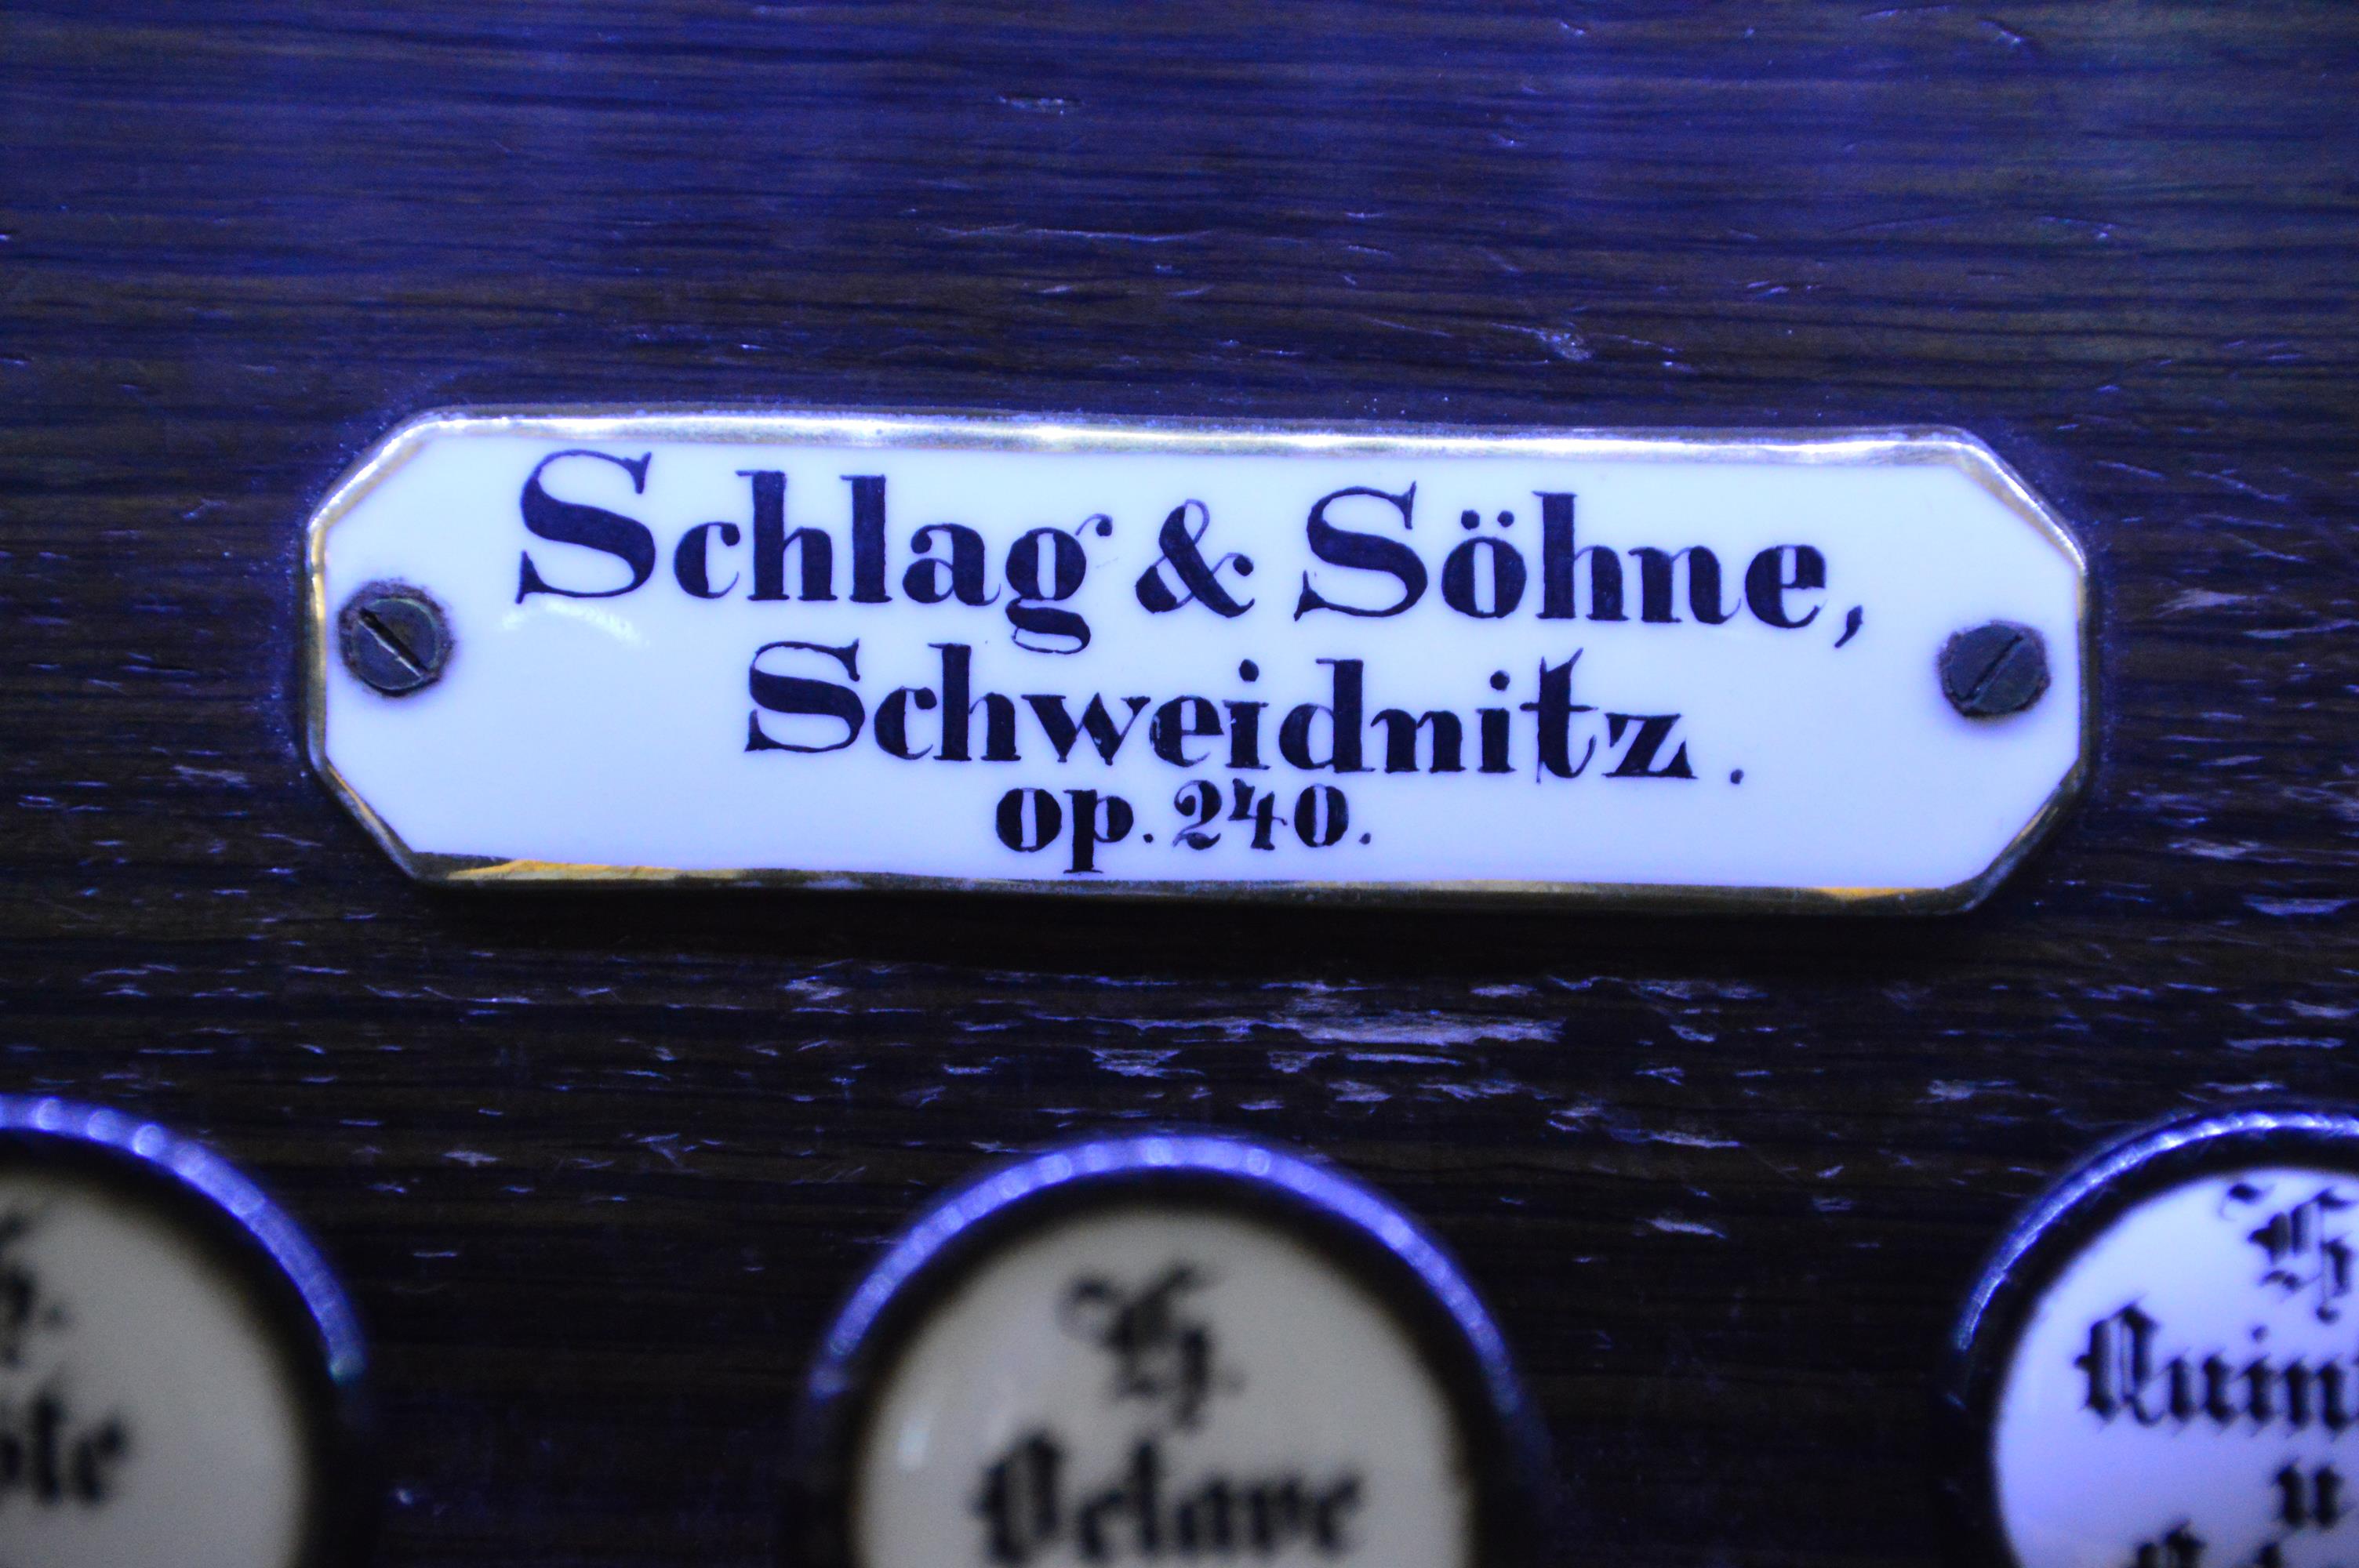 Schlag & Söhne,
Schweidnitz.
op. 240.
H.
Octave